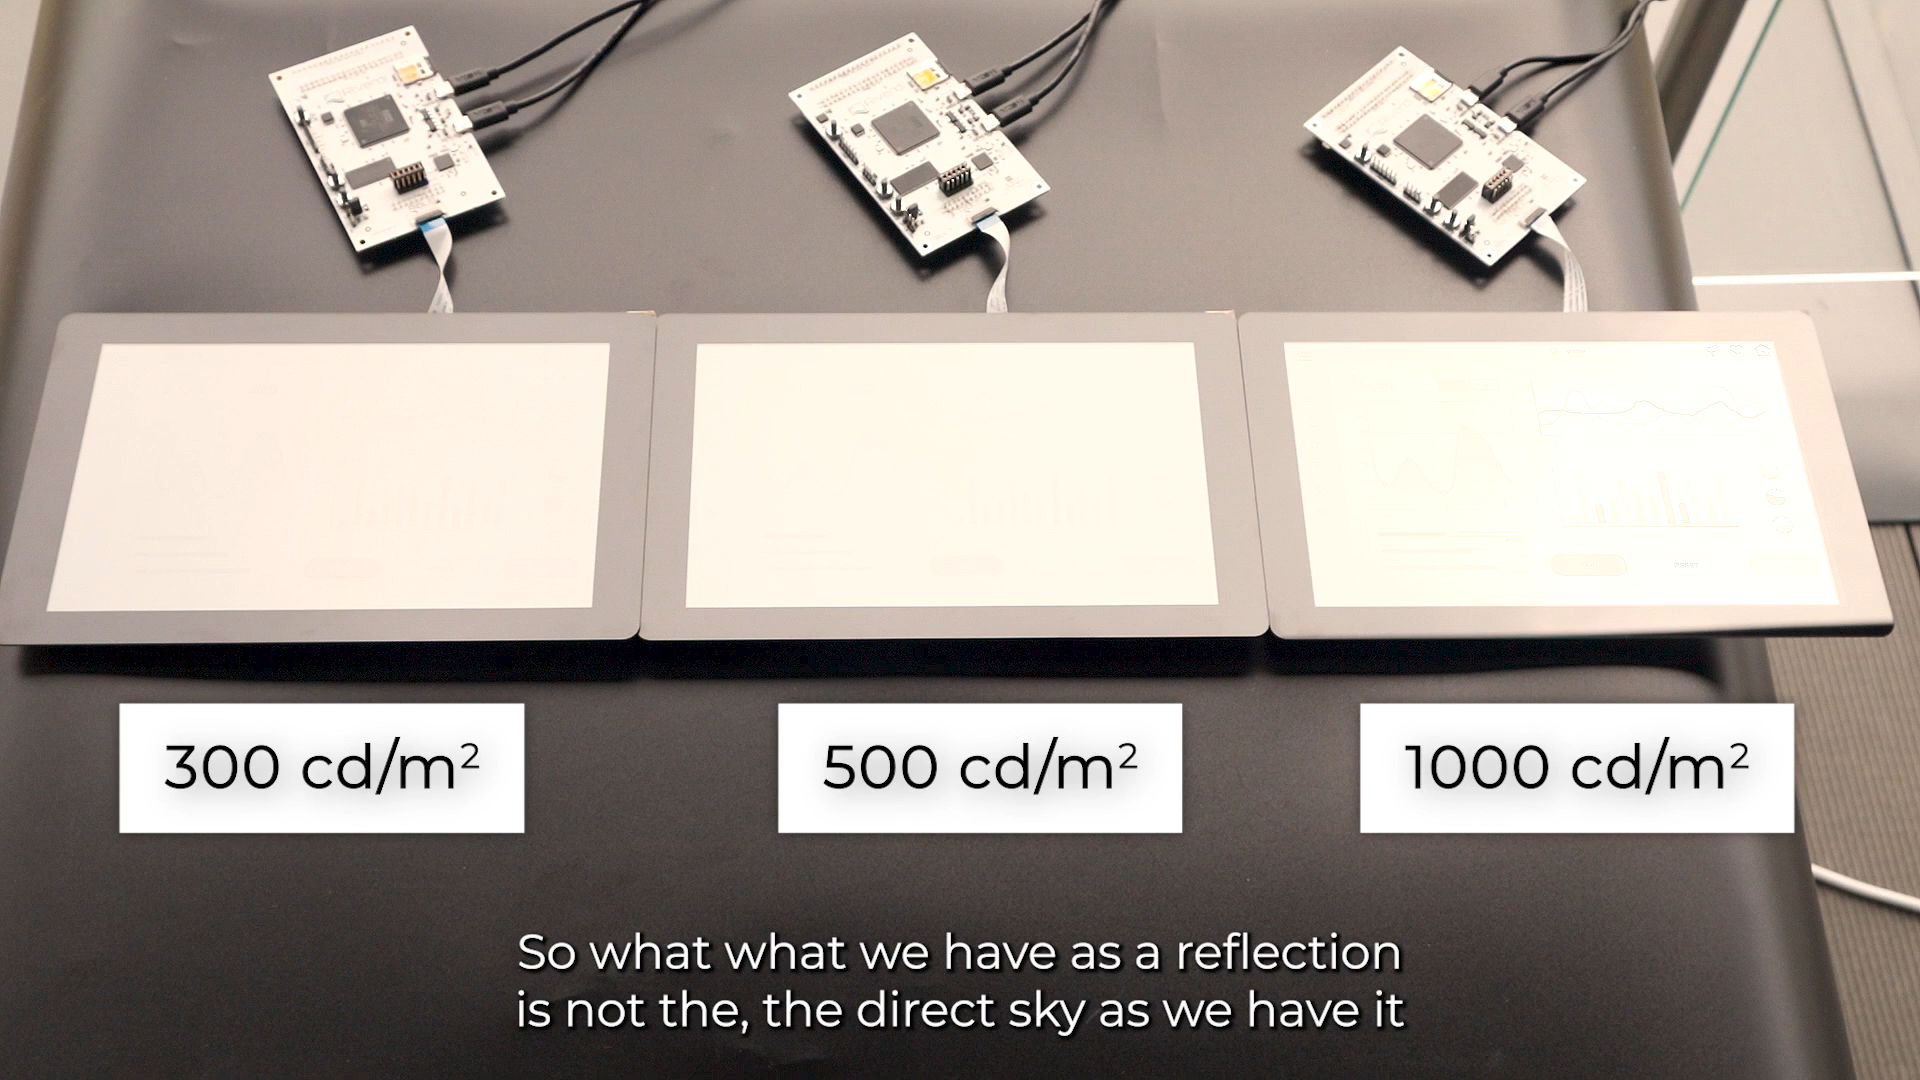 Riverdi
300 cd/m²
500 cd/m²
1000 cd/m²
So what what we have as a reflection
is not the, the direct sky as we have it